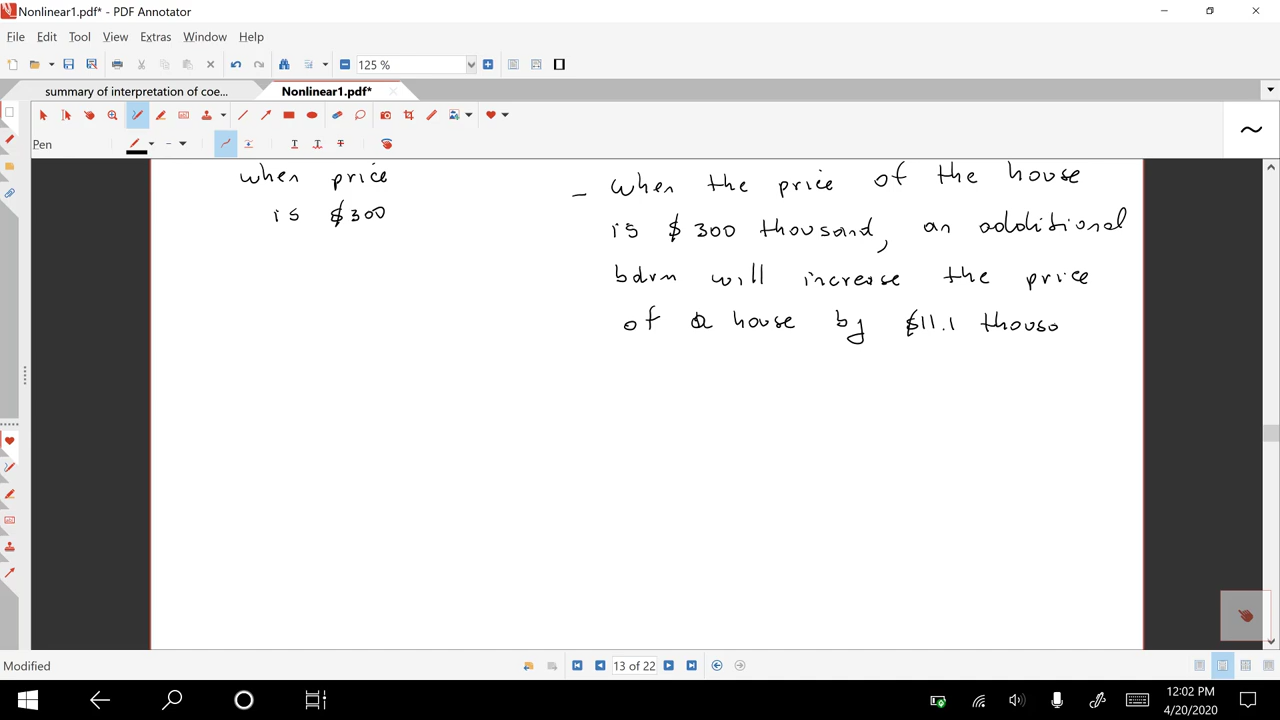 Nonlinear1.pdf* - PDF Annotator
File Edit Tool View Extras Window Help
125 %
summary of interpretation of coe...
Nonlinear1.pdf*
Pen
when price
is $300
- when the price of the house
is $300 thousand, an additional
bdrm will increase the price
of a house by $11.1 thousa
Modified
13 of 22
12:02 PM
4/20/2020